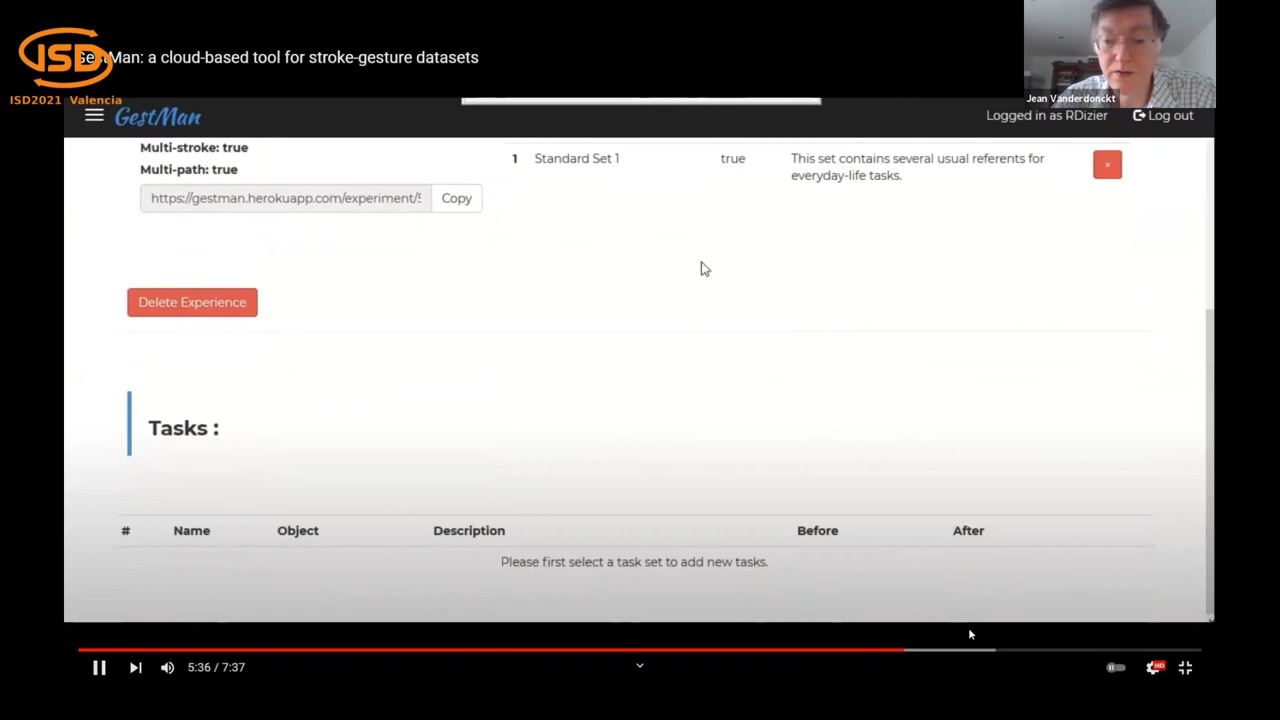 GestMan: a cloud-based tool for stroke-gesture datasets
ISD
ISD2021 Valencia
Jean Vanderdonckt
GestMan
Logged in as RDizier
Log out
Multi-stroke: true
Multi-path: true
https://gestman.herokuapp.com/experiment/
Copy
1 Standard Set 1 true This set contains several usual referents for
everyday-life tasks.
×
Delete Experience
Tasks :
# Name Object Description Before After
Please first select a task set to add new tasks.
5:36 / 7:37
HD